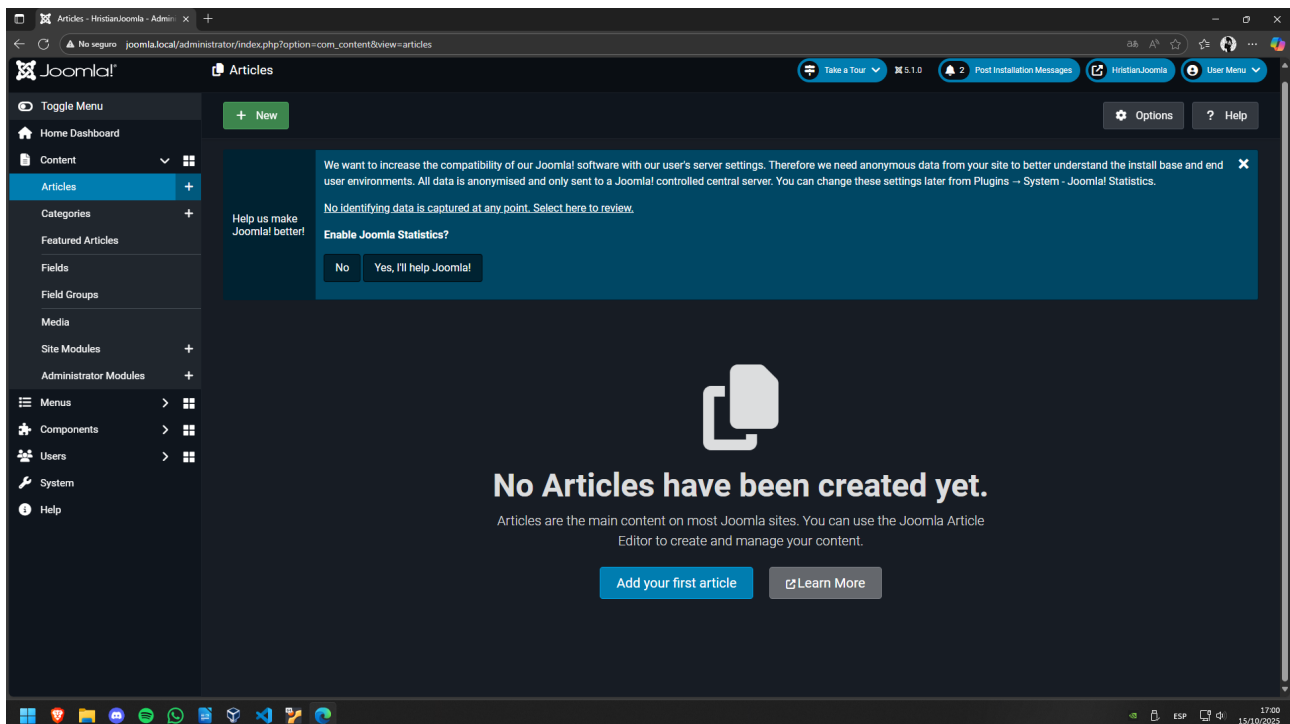 Articles - HristianJoomla - Admini
No seguro joomla.local/administrator/index.php?option=com_content&view=articles
Joomla!
Articles
Take a Tour
5.1.0
2 Post Installation Messages
HristianJoomla
User Menu
Toggle Menu
Home Dashboard
Content
Articles
Categories
Featured Articles
Fields
Field Groups
Media
Site Modules
Administrator Modules
Menus
Components
Users
System
Help
+ New
Options
? Help
Help us make
Joomla! better!
We want to increase the compatibility of our Joomla! software with our user's server settings. Therefore we need anonymous data from your site to better understand the install base and end
user environments. All data is anonymised and only sent to a Joomla! controlled central server. You can change these settings later from Plugins → System - Joomla! Statistics.
No identifying data is captured at any point. Select here to review.
Enable Joomla Statistics?
No
Yes, I'll help Joomla!
No Articles have been created yet.
Articles are the main content on most Joomla sites. You can use the Joomla Article
Editor to create and manage your content.
Add your first article
Learn More
ESP
17:00
15/10/2025